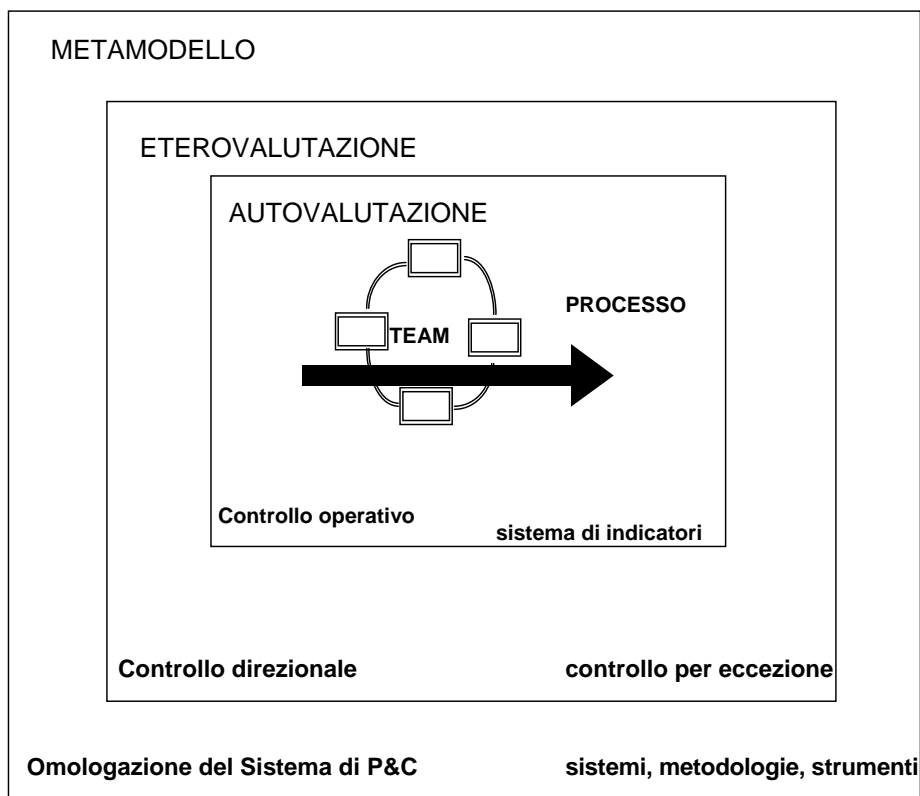 METAMODELLO
ETEROVALUTAZIONE
AUTOVALUTAZIONE
PROCESSO
TEAM
Controllo operativo
sistema di indicatori
Controllo direzionale
controllo per eccezione
Omologazione del Sistema di P&C
sistemi, metodologie, strumenti